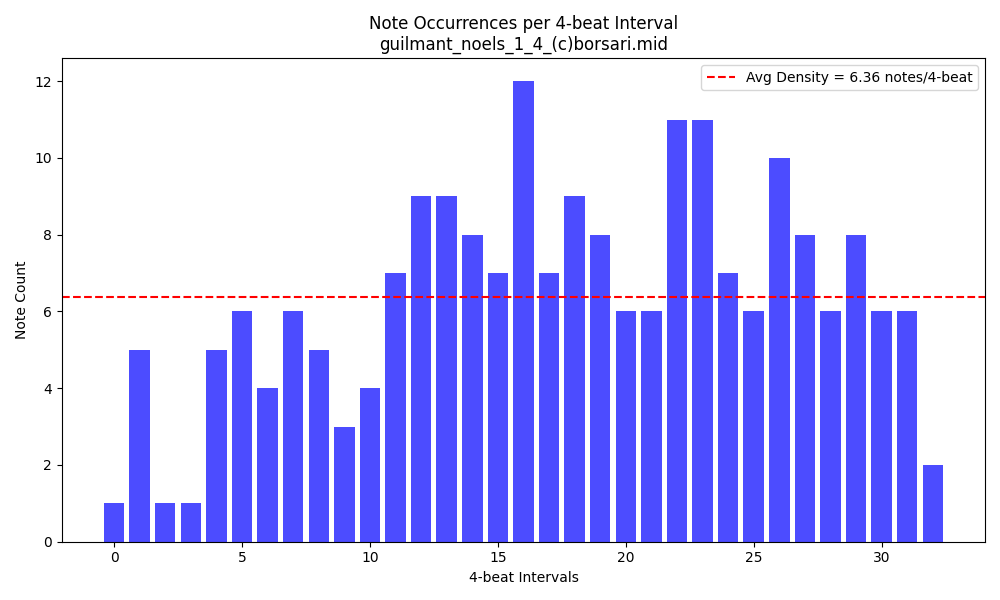 Note Occurrences per 4-beat Interval
guilmant_noels_1_4_(c)borsari.mid
Avg Density = 6.36 notes/4-beat
Note Count
12
10
8
6
4
2
0
0 5 10 15 20 25 30
4-beat Intervals